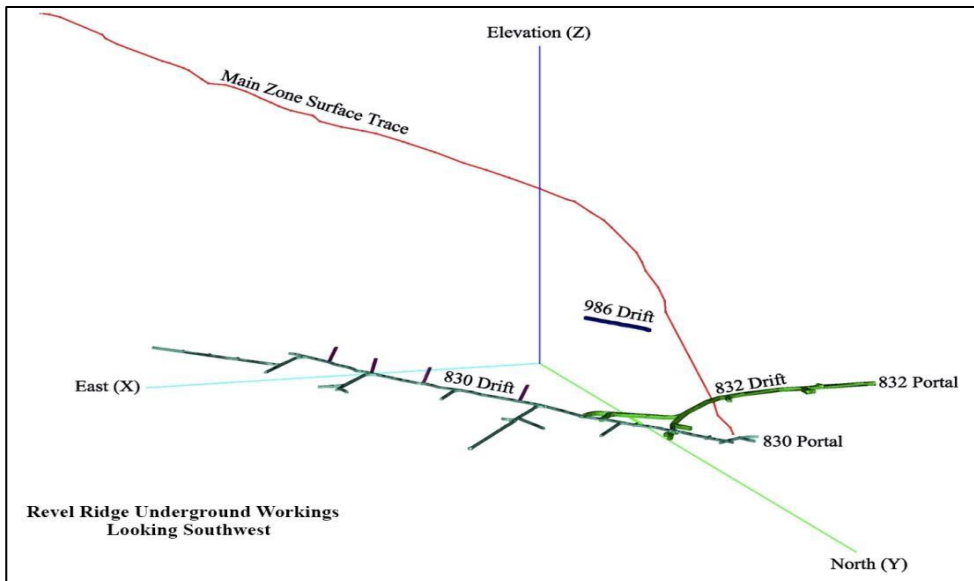 Elevation (Z)
Main Zone Surface Trace
986 Drift
East (X)
830 Drift
832 Drift
832 Portal
830 Portal
Revel Ridge Underground Workings
Looking Southwest
North (Y)